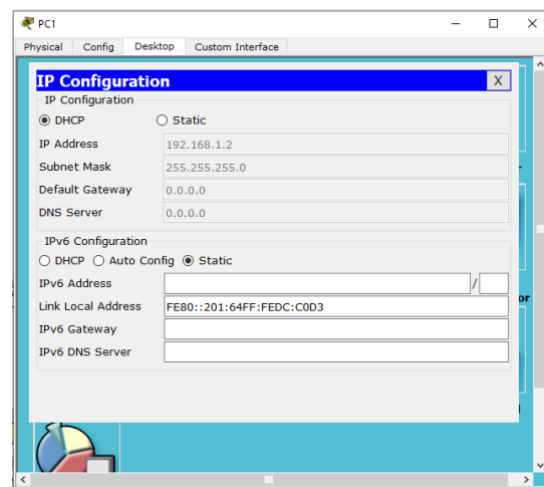 PC1
Physical Config Desktop Custom Interface
IP Configuration X
IP Configuration
DHCP Static
IP Address 192.168.1.2
Subnet Mask 255.255.255.0
Default Gateway 0.0.0.0
DNS Server 0.0.0.0
IPv6 Configuration
DHCP Auto Config Static
IPv6 Address /
Link Local Address FE80::201:64FF:FEDC:C0D3
IPv6 Gateway
IPv6 DNS Server